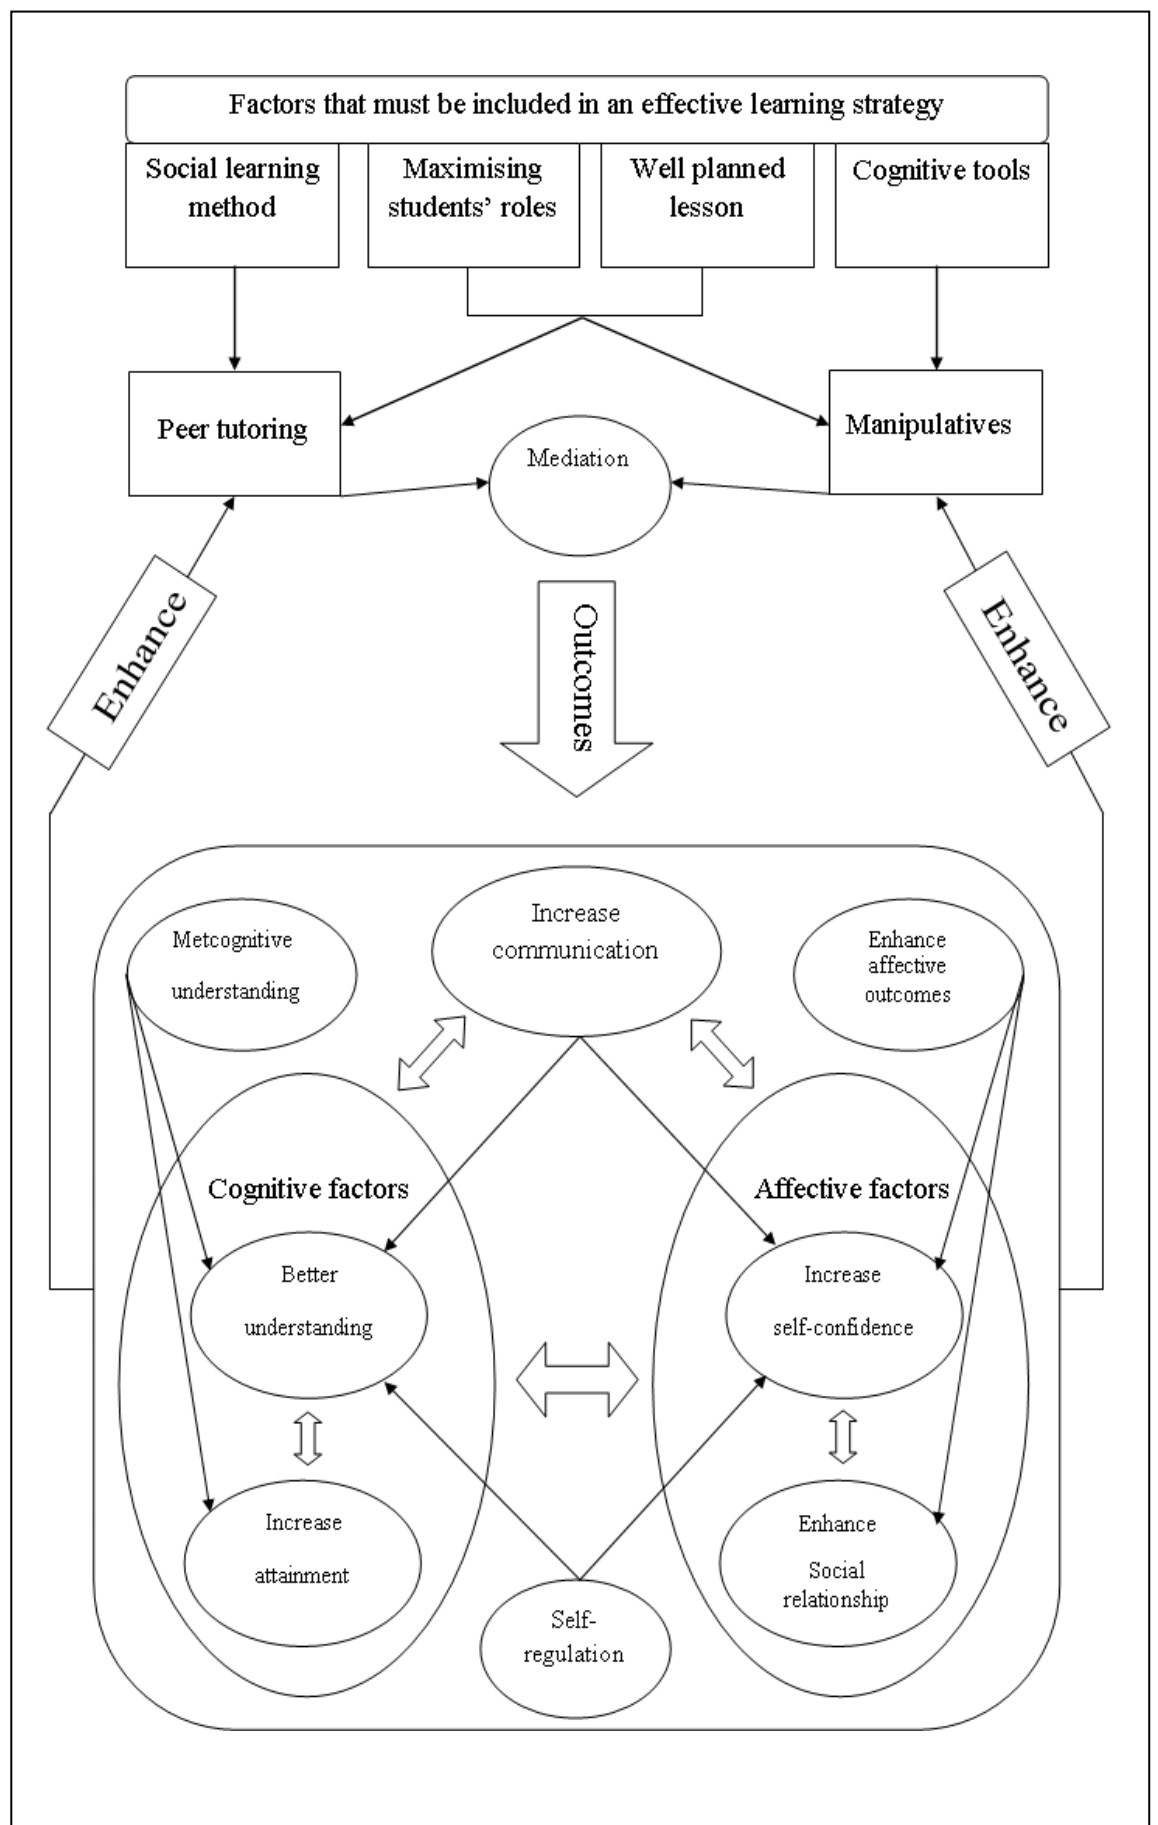 Factors that must be included in an effective learning strategy
Social learning
method
Maximising
students’ roles
Well planned
lesson
Cognitive tools
Peer tutoring
Manipulatives
Mediation
Enhance
Enhance
Outcomes
Increase
communication
Metcognitive
understanding
Enhance
affective
outcomes
Cognitive factors
Affective factors
Better
understanding
Increase
self-confidence
Increase
attainment
Enhance
Social
relationship
Self-
regulation